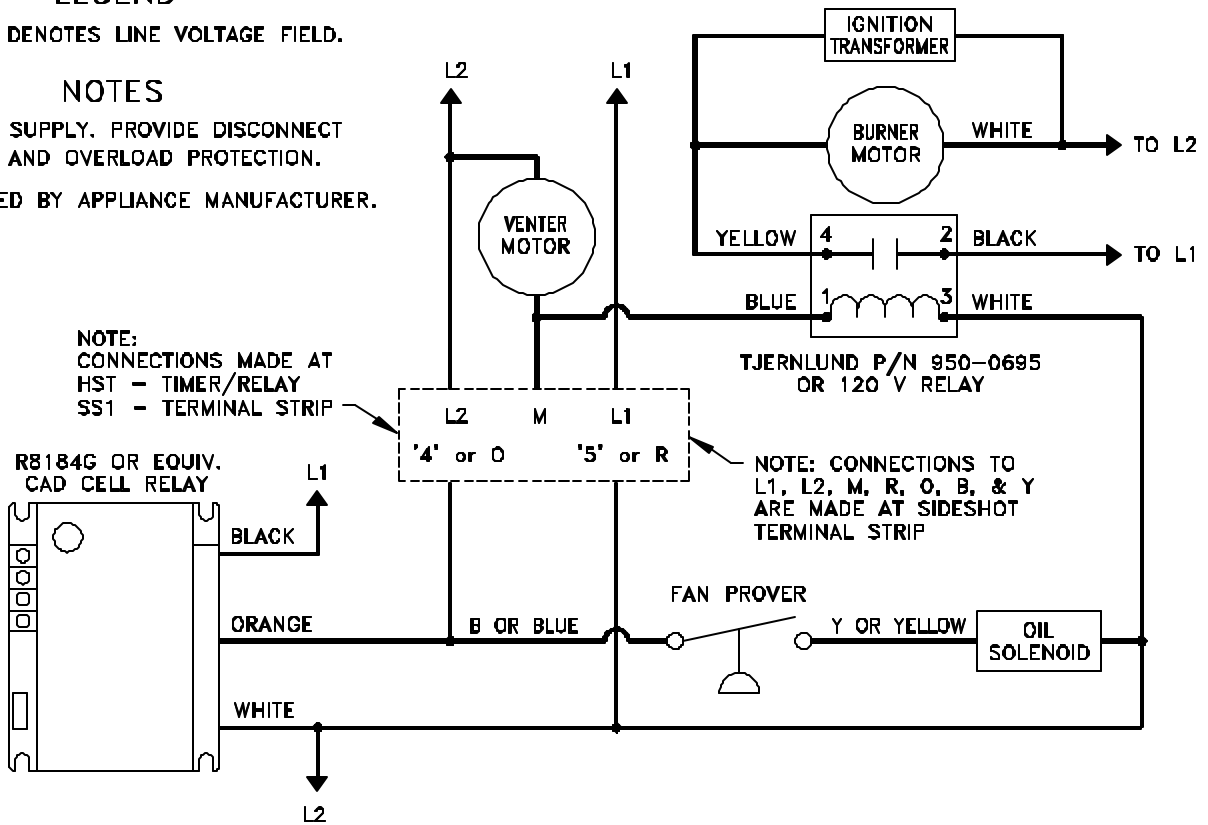 LEGEND
DENOTES LINE VOLTAGE FIELD.
NOTES
SUPPLY. PROVIDE DISCONNECT
AND OVERLOAD PROTECTION.
ED BY APPLIANCE MANUFACTURER.
L2
L1
IGNITION
TRANSFORMER
BURNER
MOTOR
WHITE
TO L2
VENTER
MOTOR
YELLOW
4
2
BLACK
TO L1
BLUE
1
3
WHITE
TJERNLUND P/N 950-0695
OR 120 V RELAY
NOTE:
CONNECTIONS MADE AT
HST - TIMER/RELAY
SS1 - TERMINAL STRIP
L2 M L1
'4' or O '5' or R
NOTE: CONNECTIONS TO
L1, L2, M, R, O, B, & Y
ARE MADE AT SIDESHOT
TERMINAL STRIP
R8184G OR EQUIV.
CAD CELL RELAY
L1
BLACK
ORANGE
B OR BLUE
FAN PROVER
Y OR YELLOW
OIL
SOLENOID
WHITE
L2